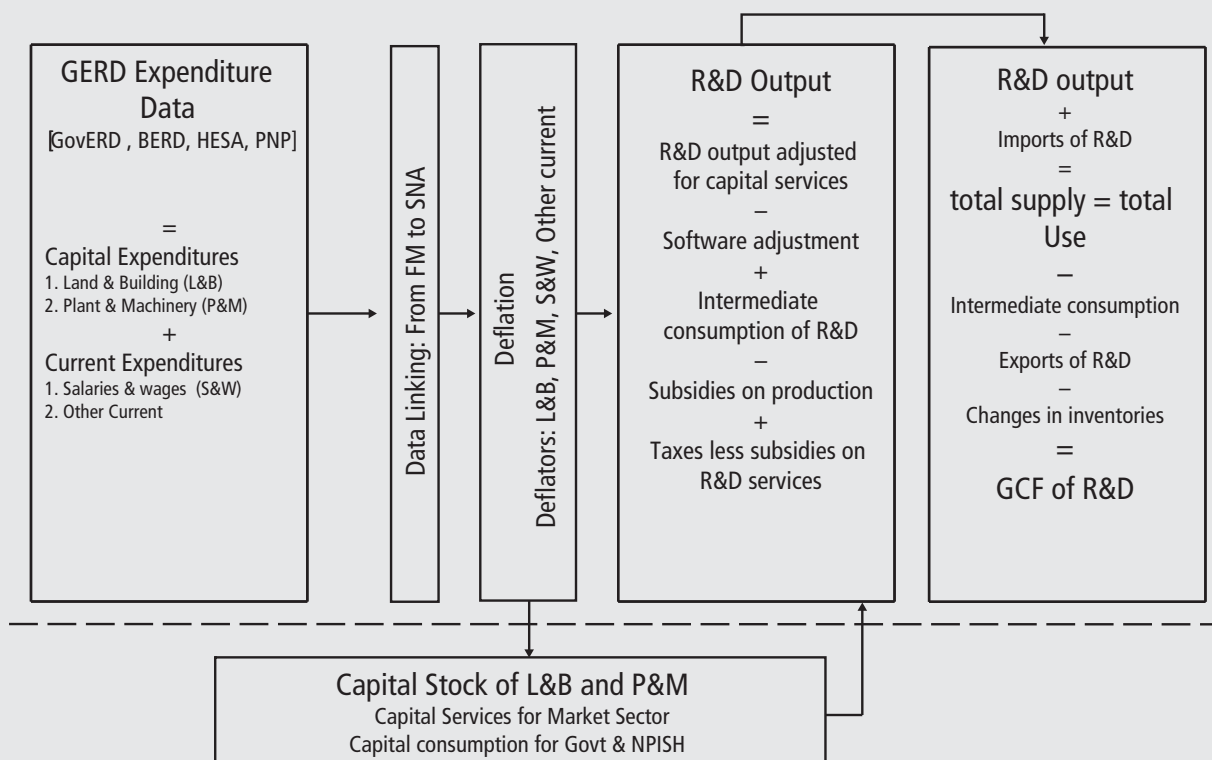 GERD Expenditure
Data
[GovERD , BERD, HESA, PNP]
=
Capital Expenditures
1. Land & Building (L&B)
2. Plant & Machinery (P&M)
+
Current Expenditures
1. Salaries & wages (S&W)
2. Other Current
Data Linking: From FM to SNA
Deflation
Deflators: L&B, P&M, S&W, Other current
R&D Output
=
R&D output adjusted
for capital services
–
Software adjustment
+
Intermediate
consumption of R&D
–
Subsidies on production
+
Taxes less subsidies on
R&D services
R&D output
+
Imports of R&D
=
total supply = total
Use
–
Intermediate consumption
–
Exports of R&D
–
Changes in inventories
=
GCF of R&D
Capital Stock of L&B and P&M
Capital Services for Market Sector
Capital consumption for Govt & NPISH